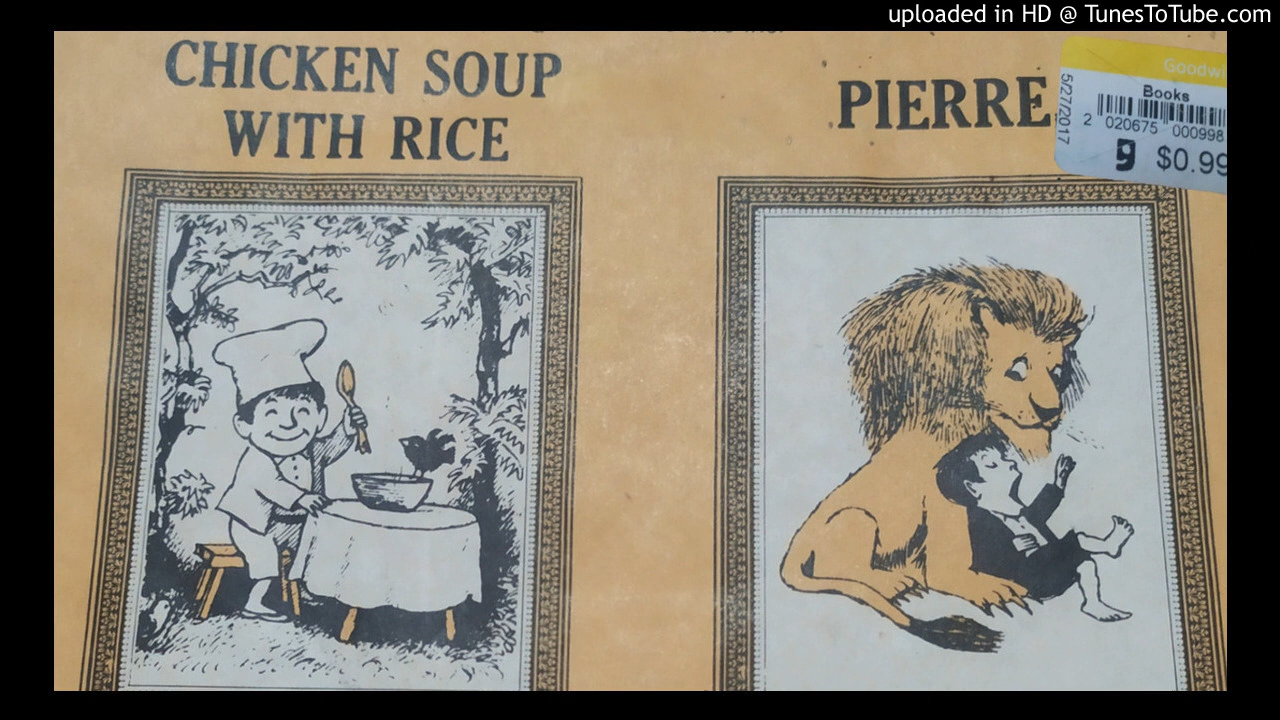 uploaded in HD @ TunesToTube.com
CHICKEN SOUP
WITH RICE
PIERRE
Goodwi
Books
5/27/2017
2 020675 000998
9 $0.99